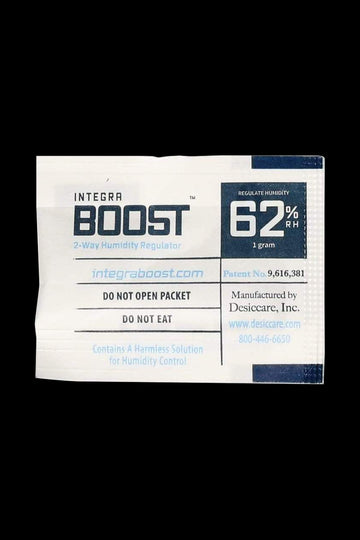 INTEGRA
BOOST™
2-Way Humidity Regulator
REGULATE HUMIDITY
62% RH
1 gram
integraboost.com
Patent No. 9,616,381
DO NOT OPEN PACKET
DO NOT EAT
Manufactured by
Desiccare, Inc.
www.desiccare.com
800-446-6650
Contains A Harmless Solution
for Humidity Control